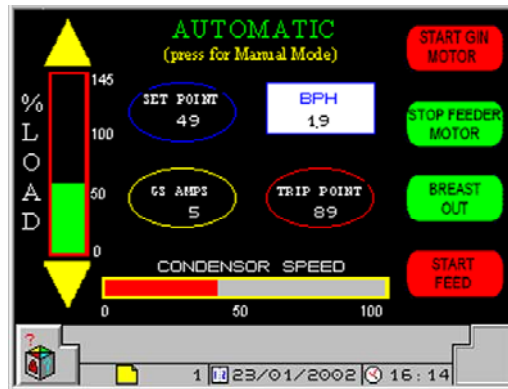 AUTOMATIC
(press for Manual Mode)
START GIN
MOTOR
145
%
L
O
A
D
100
50
0
SET POINT
49
BPH
1.9
STOP FEEDER
MOTOR
GS AMPS
5
TRIP POINT
89
BREAST
OUT
CONDENSOR SPEED
START
FEED
0 50 100
?
1 23/01/2002 16:14